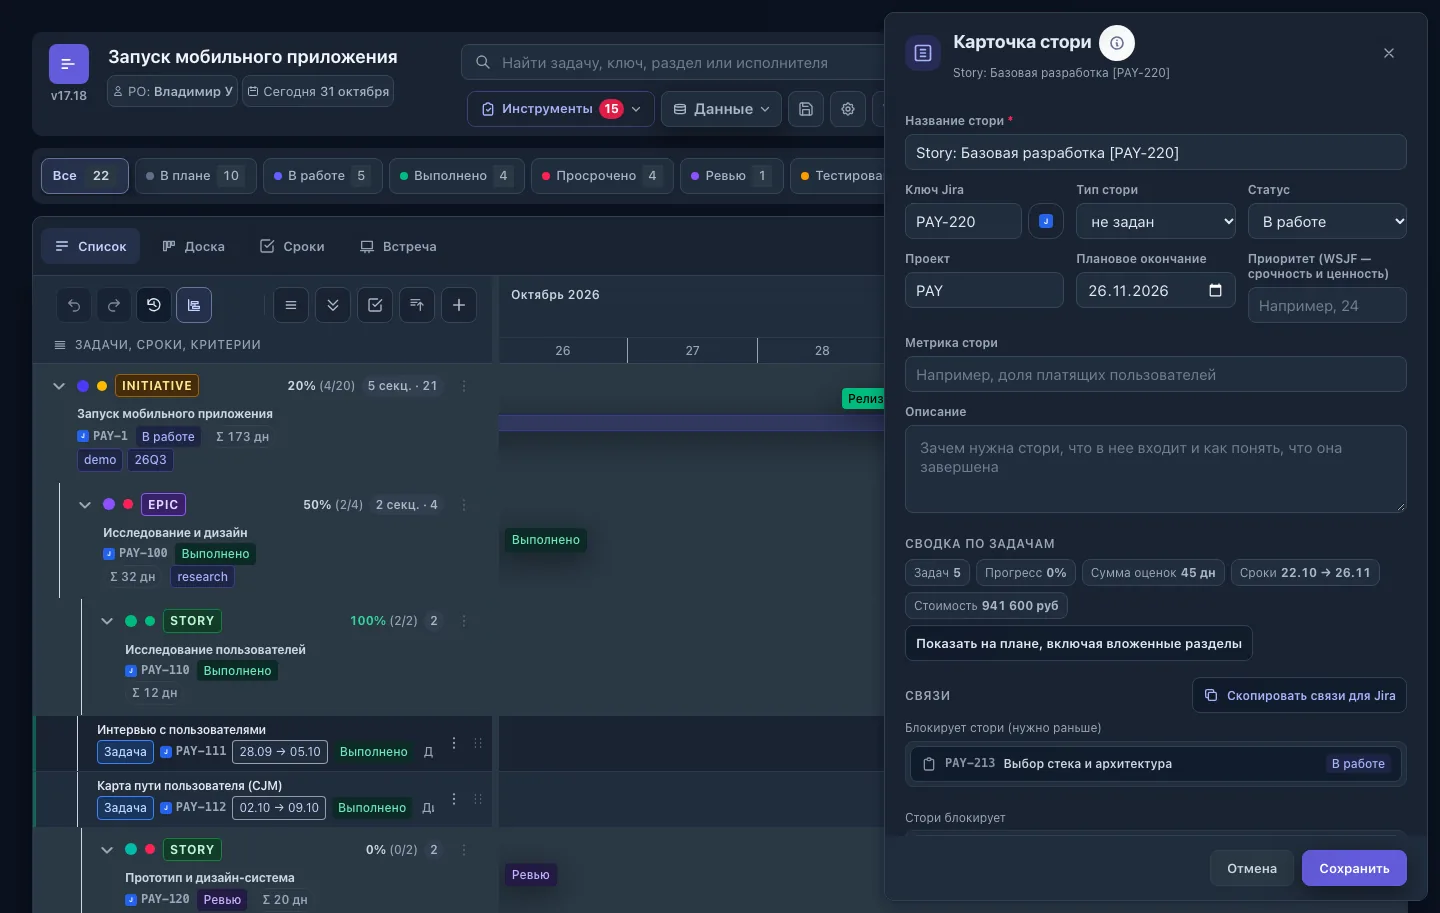 Запуск мобильного приложения
v17.18
PO: Владимир У
Сегодня 31 октября
Найти задачу, ключ, раздел или исполнителя
Инструменты 15
Данные
Все 22
В плане 10
В работе 5
Выполнено 4
Просрочено 4
Ревью 1
Тестирова
Список
Доска
Сроки
Встреча
ЗАДАЧИ, СРОКИ, КРИТЕРИИ
Октябрь 2026
26 27 28
INITIATIVE 20% (4/20) 5 секц. · 21
Запуск мобильного приложения
PAY-1 В работе Σ 173 дн
demo 26Q3
Релиз
EPIC 50% (2/4) 2 секц. · 4
Исследование и дизайн
PAY-100 Выполнено
Σ 32 дн research
Выполнено
STORY 100% (2/2) 2
Исследование пользователей
PAY-110 Выполнено
Σ 12 дн
Интервью с пользователями
Задача PAY-111 28.09 → 05.10 Выполнено Д
Карта пути пользователя (CJM)
Задача PAY-112 02.10 → 09.10 Выполнено
STORY 0% (0/2) 2
Прототип и дизайн-система
PAY-120 Ревью Σ 20 дн
Ревью
Карточка стори
Story: Базовая разработка [PAY-220]
Название стори *
Story: Базовая разработка [PAY-220]
Ключ Jira
PAY-220
Тип стори
не задан
Статус
В работе
Проект
PAY
Плановое окончание
26.11.2026
Приоритет (WSJF —
срочность и ценность)
Например, 24
Метрика стори
Например, доля платящих пользователей
Описание
Зачем нужна стори, что в нее входит и как понять, что она
завершена
СВОДКА ПО ЗАДАЧАМ
Задач 5
Прогресс 0%
Сумма оценок 45 дн
Сроки 22.10 → 26.11
Стоимость 941 600 руб
Показать на плане, включая вложенные разделы
СВЯЗИ
Скопировать связи для Jira
Блокирует стори (нужно раньше)
PAY-213 Выбор стека и архитектура В работе
Стори блокирует
Отмена
Сохранить